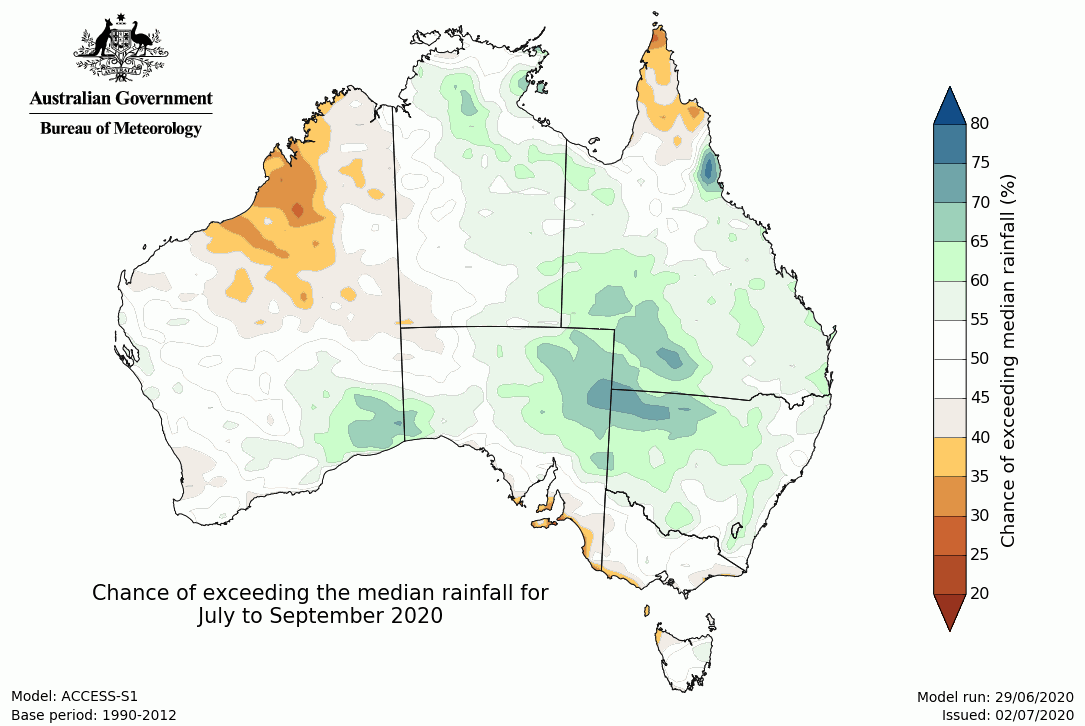 Australian Government
Bureau of Meteorology
80
75
70
65
60
55
50
45
40
35
30
25
20
Chance of exceeding median rainfall (%)
Chance of exceeding the median rainfall for
July to September 2020
Model: ACCESS-S1
Base period: 1990-2012
Model run: 29/06/2020
Issued: 02/07/2020